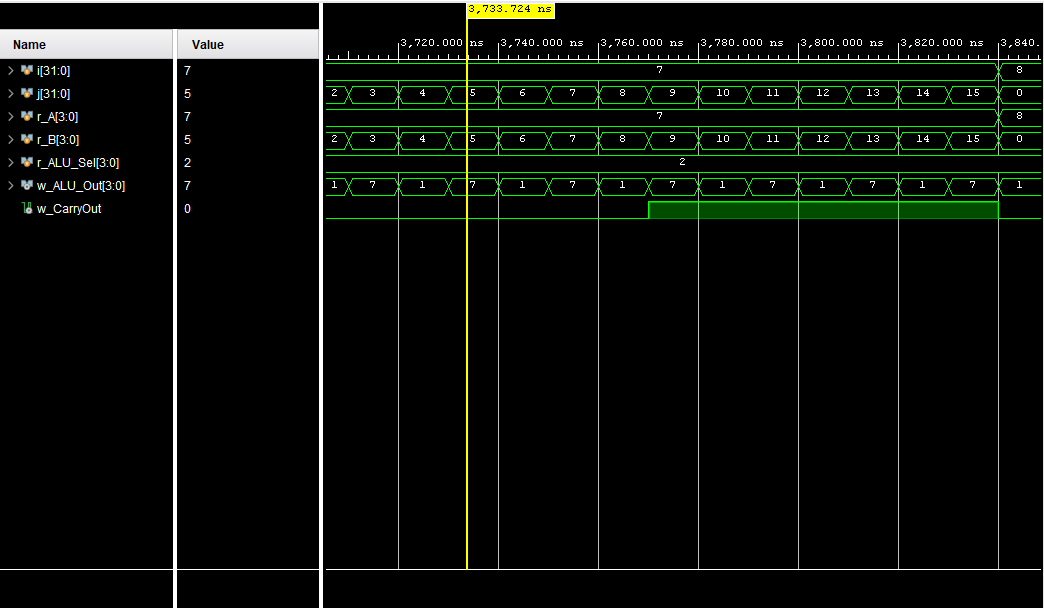 3,733.724 ns
3,720.000 ns 3,740.000 ns 3,760.000 ns 3,780.000 ns 3,800.000 ns 3,820.000 ns 3,840.
Name Value
i[31:0] 7 7 8
j[31:0] 5 2 3 4 5 6 7 8 9 10 11 12 13 14 15 0
r_A[3:0] 7 7 8
r_B[3:0] 5 2 3 4 5 6 7 8 9 10 11 12 13 14 15 0
r_ALU_Sel[3:0] 2 2
w_ALU_Out[3:0] 7 1 7 1 7 1 7 1 7 1 7 1 7 1 7 1
w_CarryOut 0